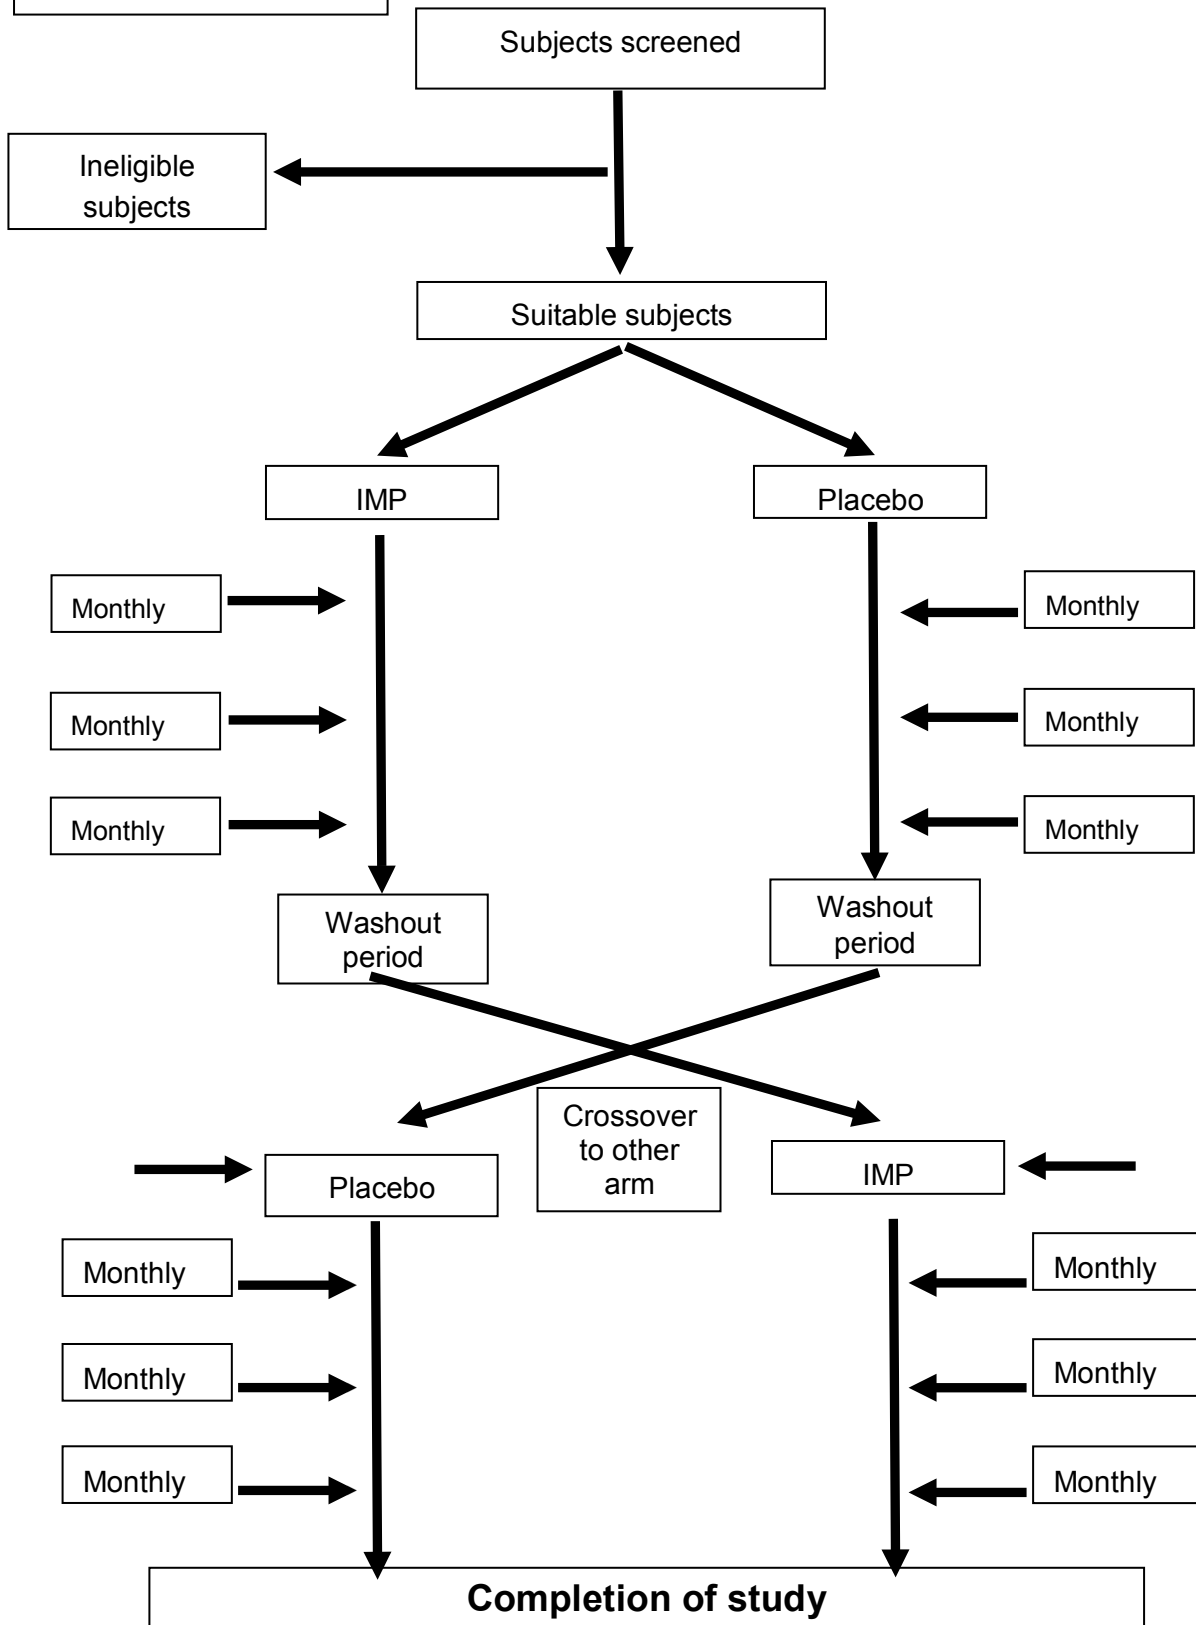 Subjects screened
Ineligible
subjects
Suitable subjects
IMP
Placebo
Monthly
Monthly
Monthly
Monthly
Monthly
Monthly
Washout
period
Washout
period
Crossover
to other
arm
Placebo
IMP
Monthly
Monthly
Monthly
Monthly
Monthly
Monthly
Completion of study